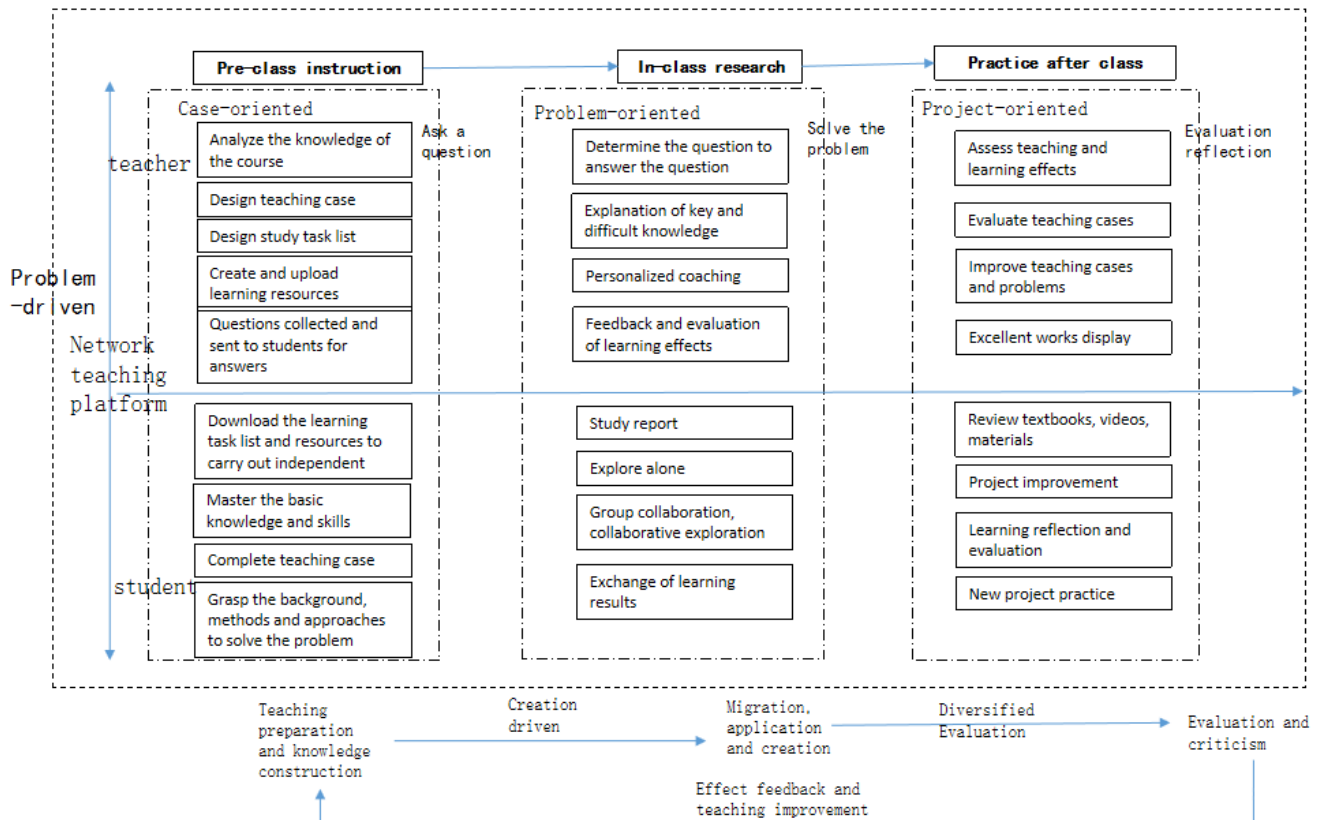 Pre-class instruction
In-class research
Practice after class
Case-oriented
Problem-oriented
Project-oriented
Ask a
question
Solve the
problem
Evaluation
reflection
teacher
Analyze the knowledge of
the course
Design teaching case
Design study task list
Create and upload
learning resources
Questions collected and
sent to students for
answers
Determine the question to
answer the question
Explanation of key and
difficult knowledge
Personalized coaching
Feedback and evaluation
of learning effects
Assess teaching and
learning effects
Evaluate teaching cases
Improve teaching cases
and problems
Excellent works display
Problem
-driven
Network
teaching
platform
student
Download the learning
task list and resources to
carry out independent
Master the basic
knowledge and skills
Complete teaching case
Grasp the background,
methods and approaches
to solve the problem
Study report
Explore alone
Group collaboration,
collaborative exploration
Exchange of learning
results
Review textbooks, videos,
materials
Project improvement
Learning reflection and
evaluation
New project practice
Teaching
preparation
and knowledge
construction
Creation
driven
Migration,
application
and creation
Diversified
Evaluation
Evaluation and
criticism
Effect feedback and
teaching improvement